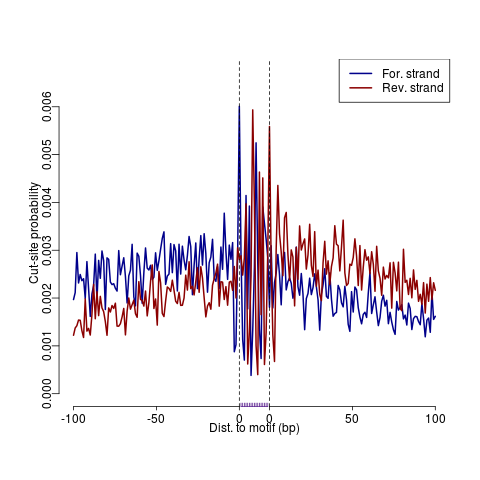 For. strand
Rev. strand
Cut-site probability
0.006
0.005
0.004
0.003
0.002
0.001
0.000
-100 -50 0 0 50 100
Dist. to motif (bp)